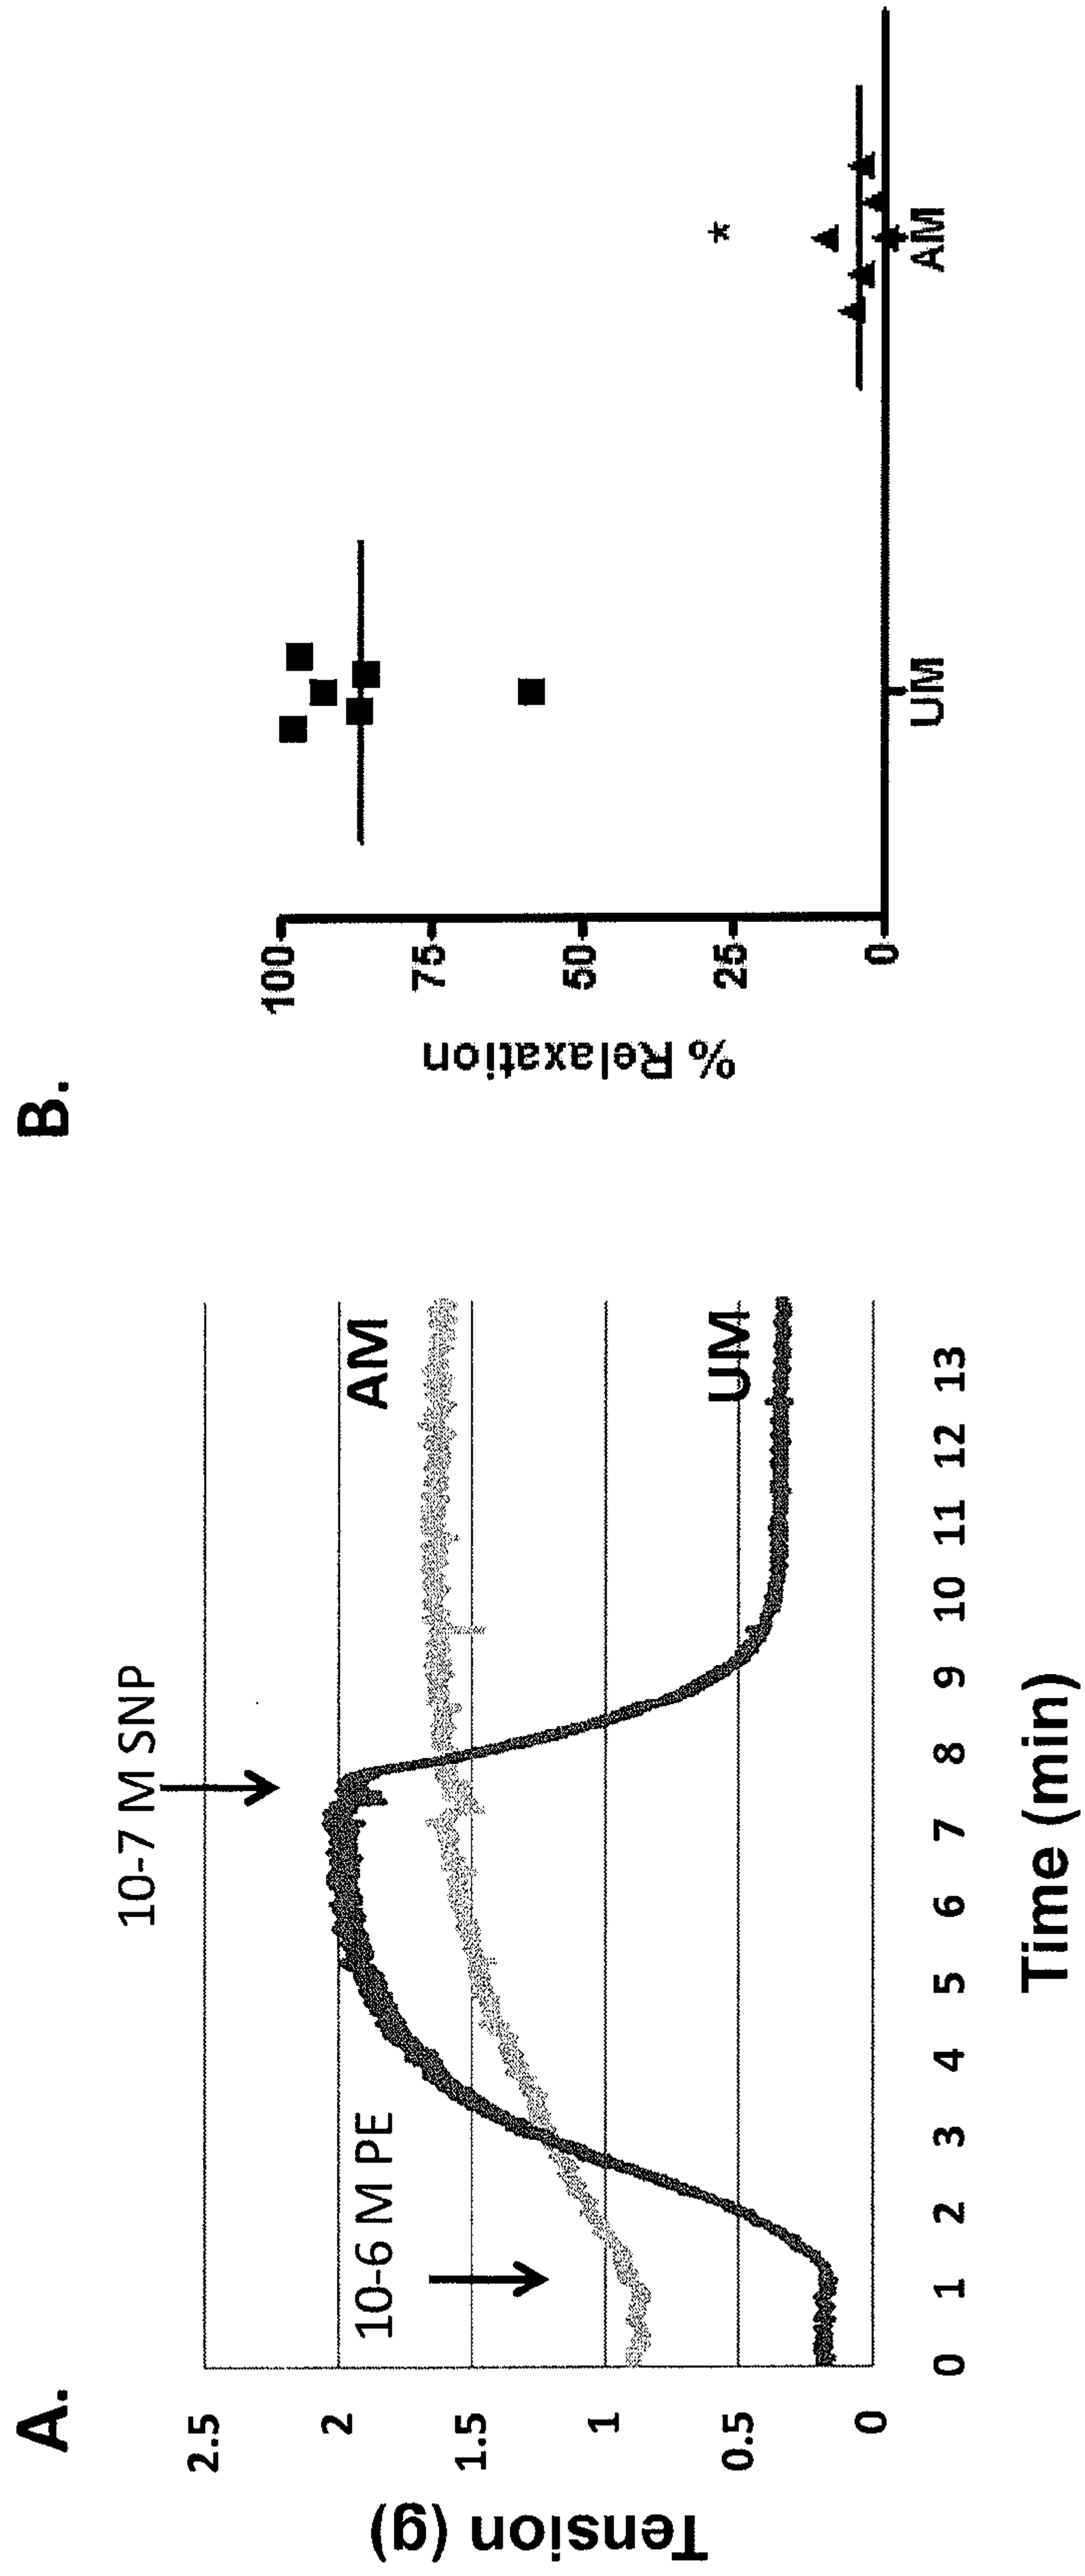 A.
10-7 M SNP
10-6 M PE
AM
UM
2.5
2
1.5
1
0.5
0
Tension (g)
0 1 2 3 4 5 6 7 8 9 10 11 12 13
Time (min)
B.
100
75
50
25
0
% Relaxation
*
UM AM